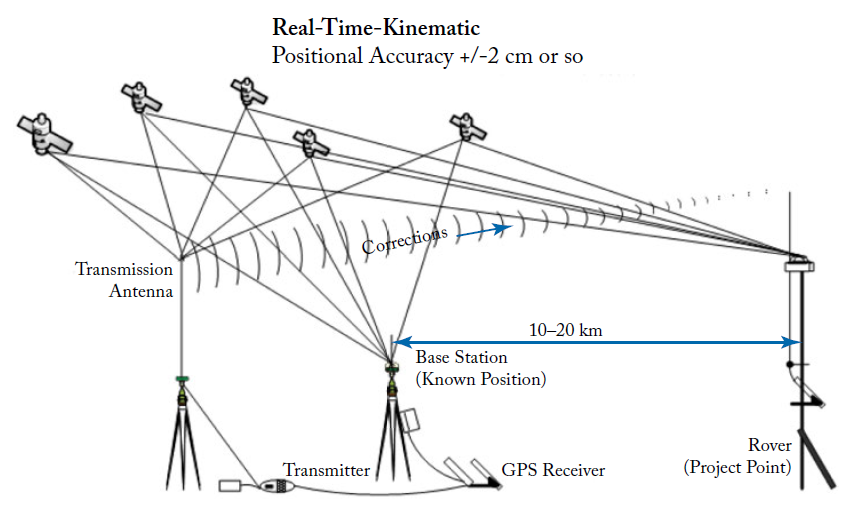 Real-Time-Kinematic
Positional Accuracy +/-2 cm or so
Corrections
Transmission
Antenna
10–20 km
Base Station
(Known Position)
Rover
(Project Point)
Transmitter
GPS Receiver